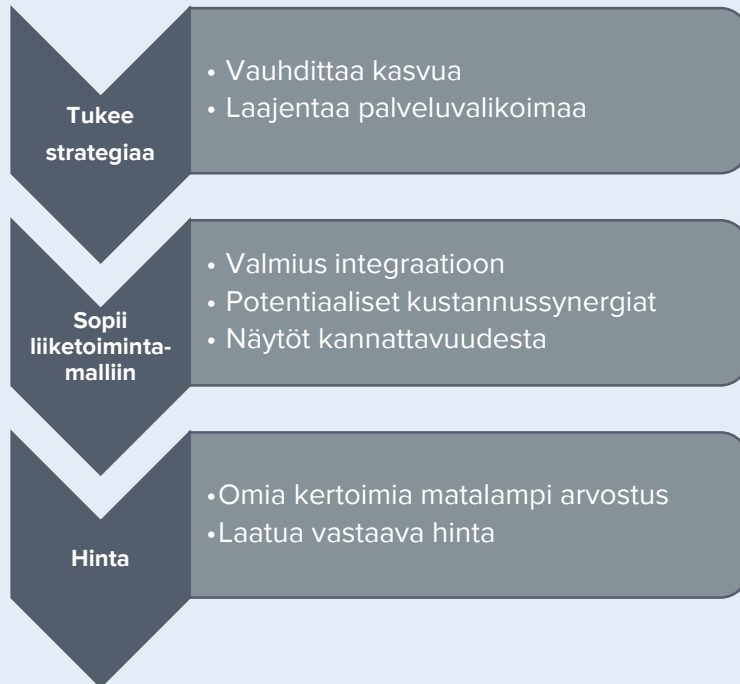 Tukee
strategiaa
• Vauhdittaa kasvua
• Laajentaa palveluvalikoimaa
Sopii
liiketoiminta-
malliin
• Valmius integraatioon
• Potentiaaliset kustannussynergiat
• Näytöt kannattavuudesta
Hinta
•Omia kertoimia matalampi arvostus
•Laatua vastaava hinta